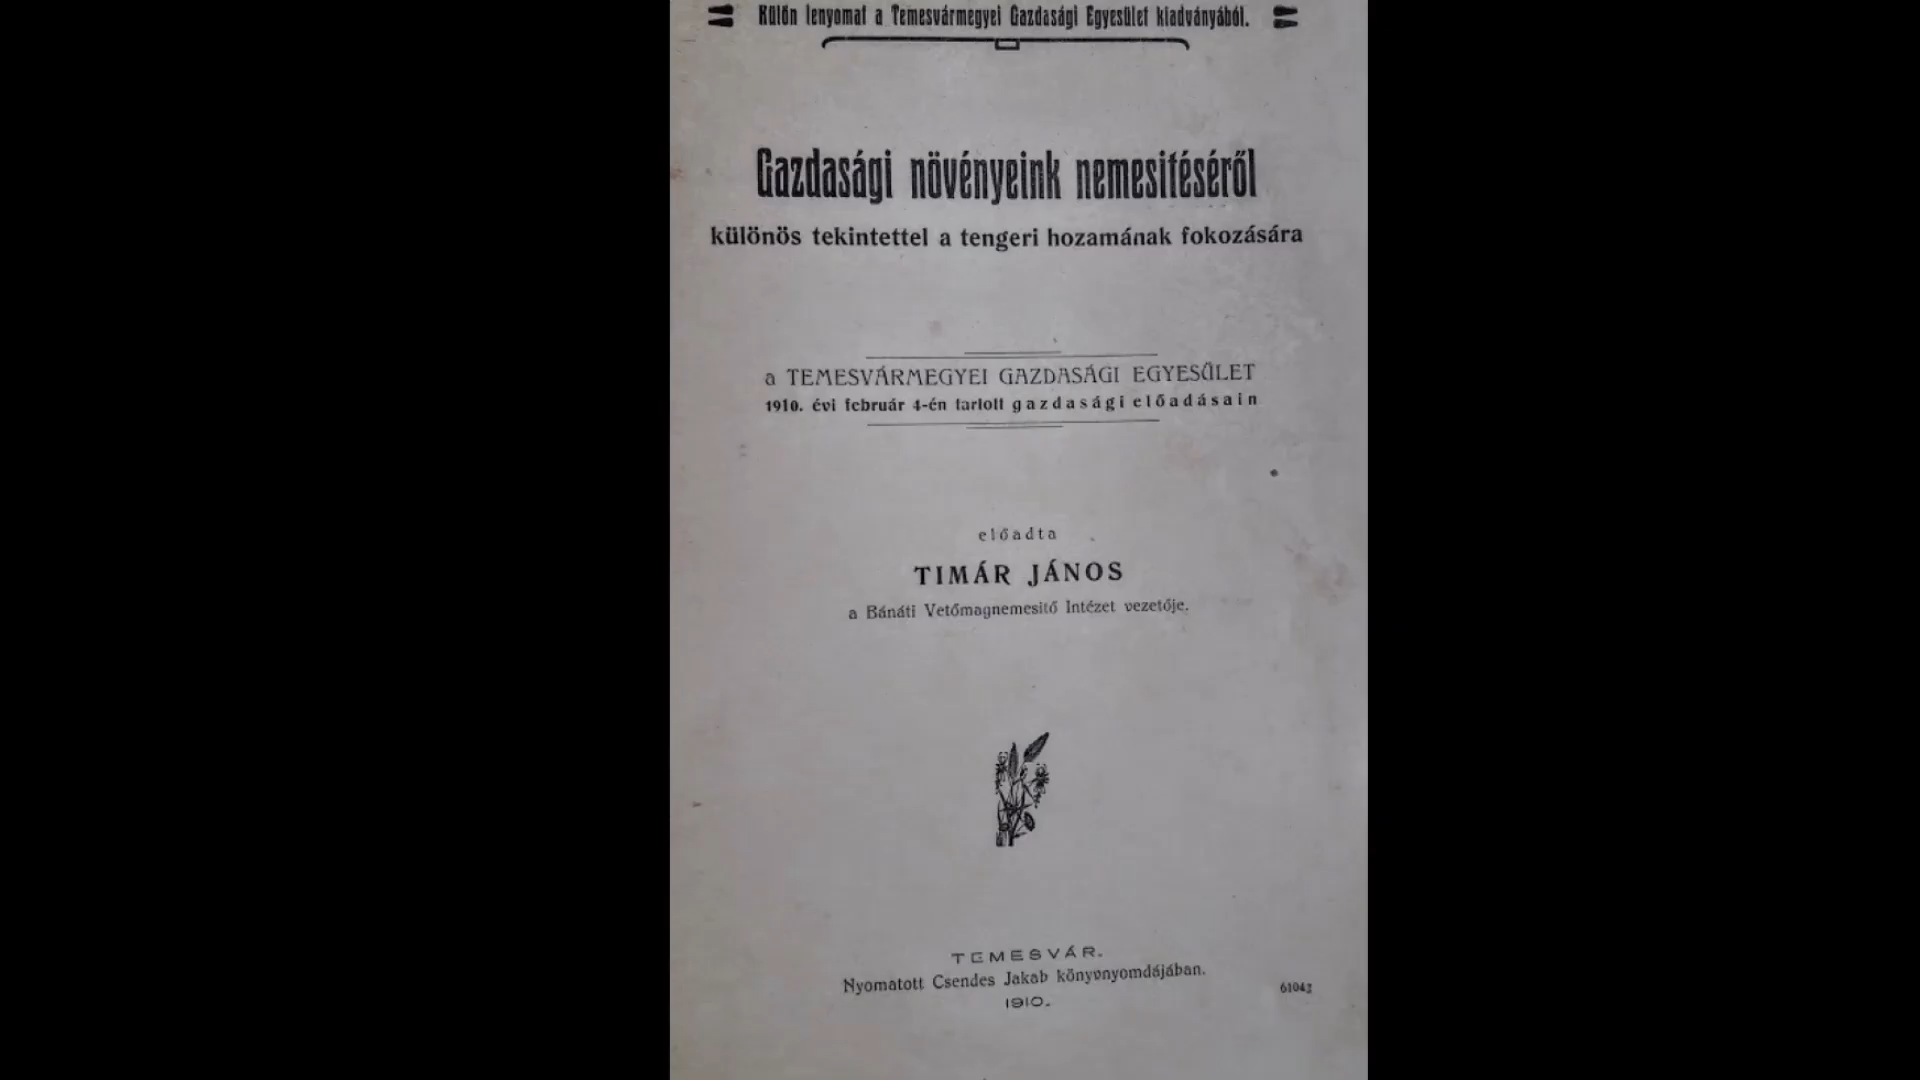 Külön lenyomat a Temesvármegyei Gazdasági Egyesület kiadványából.
Gazdasági növényeink nemesitéséről
különös tekintettel a tengeri hozamának fokozására
a TEMESVÁRMEGYEI GAZDASÁGI EGYESÜLET
1910. évi február 4-én tartott gazdasági előadásain
előadta
TIMÁR JÁNOS
a Bánáti Vetőmagnemesitő Intézet vezetője.
TEMESVÁR.
Nyomatott Csendes Jakab könyvnyomdájában.
1910.